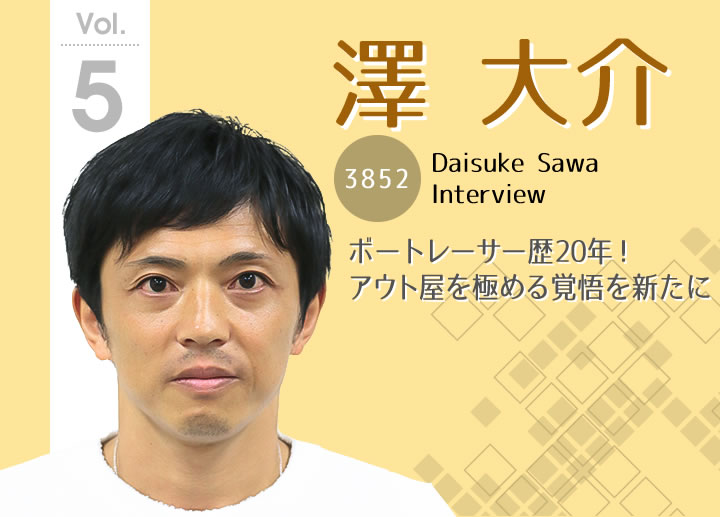 Vol.
5
澤 大介
3852
Daisuke Sawa
Interview
ボートレーサー歴20年！
アウト屋を極める覚悟を新たに